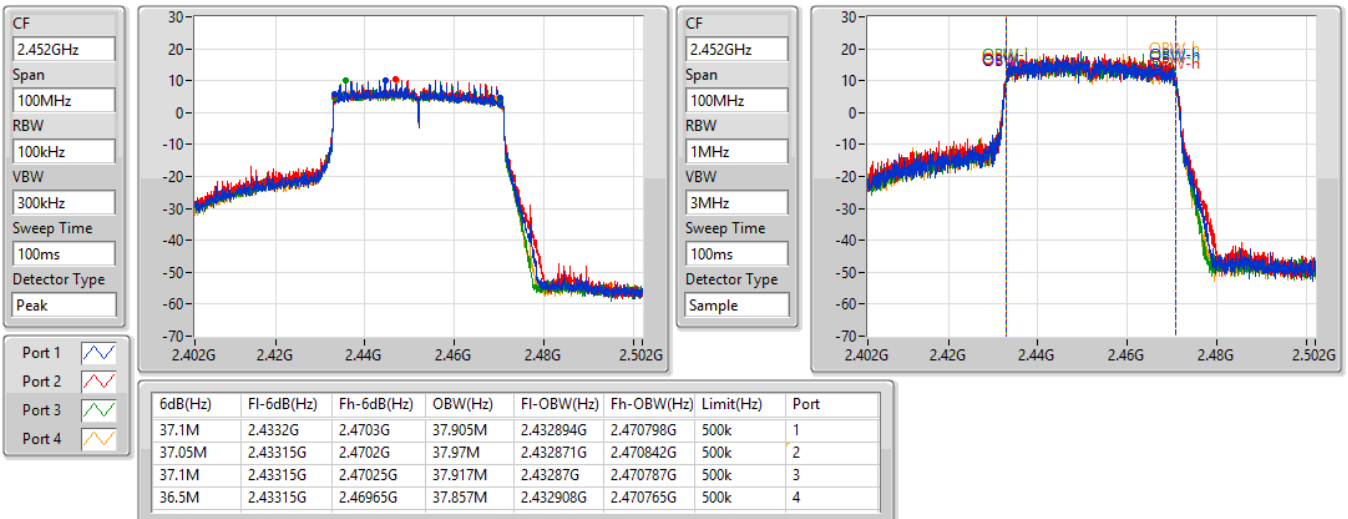 CF
2.452GHz
Span
100MHz
RBW
100kHz
VBW
300kHz
Sweep Time
100ms
Detector Type
Peak
30
20
10
0
-10
-20
-30
-40
-50
-60
-70
2.402G 2.42G 2.44G 2.46G 2.48G 2.502G
CF
2.452GHz
Span
100MHz
RBW
1MHz
VBW
3MHz
Sweep Time
100ms
Detector Type
Sample
30
20
10
0
-10
-20
-30
-40
-50
-60
-70
OBW-l OBW-h
OBW-h
OBW-h
2.402G 2.42G 2.44G 2.46G 2.48G 2.502G
Port 1
Port 2
Port 3
Port 4
6dB(Hz) Fl-6dB(Hz) Fh-6dB(Hz) OBW(Hz) Fl-OBW(Hz) Fh-OBW(Hz) Limit(Hz) Port
37.1M 2.4332G 2.4703G 37.905M 2.432894G 2.470798G 500k 1
37.05M 2.43315G 2.4702G 37.97M 2.432871G 2.470842G 500k 2
37.1M 2.43315G 2.47025G 37.917M 2.43287G 2.470787G 500k 3
36.5M 2.43315G 2.46965G 37.857M 2.432908G 2.470765G 500k 4